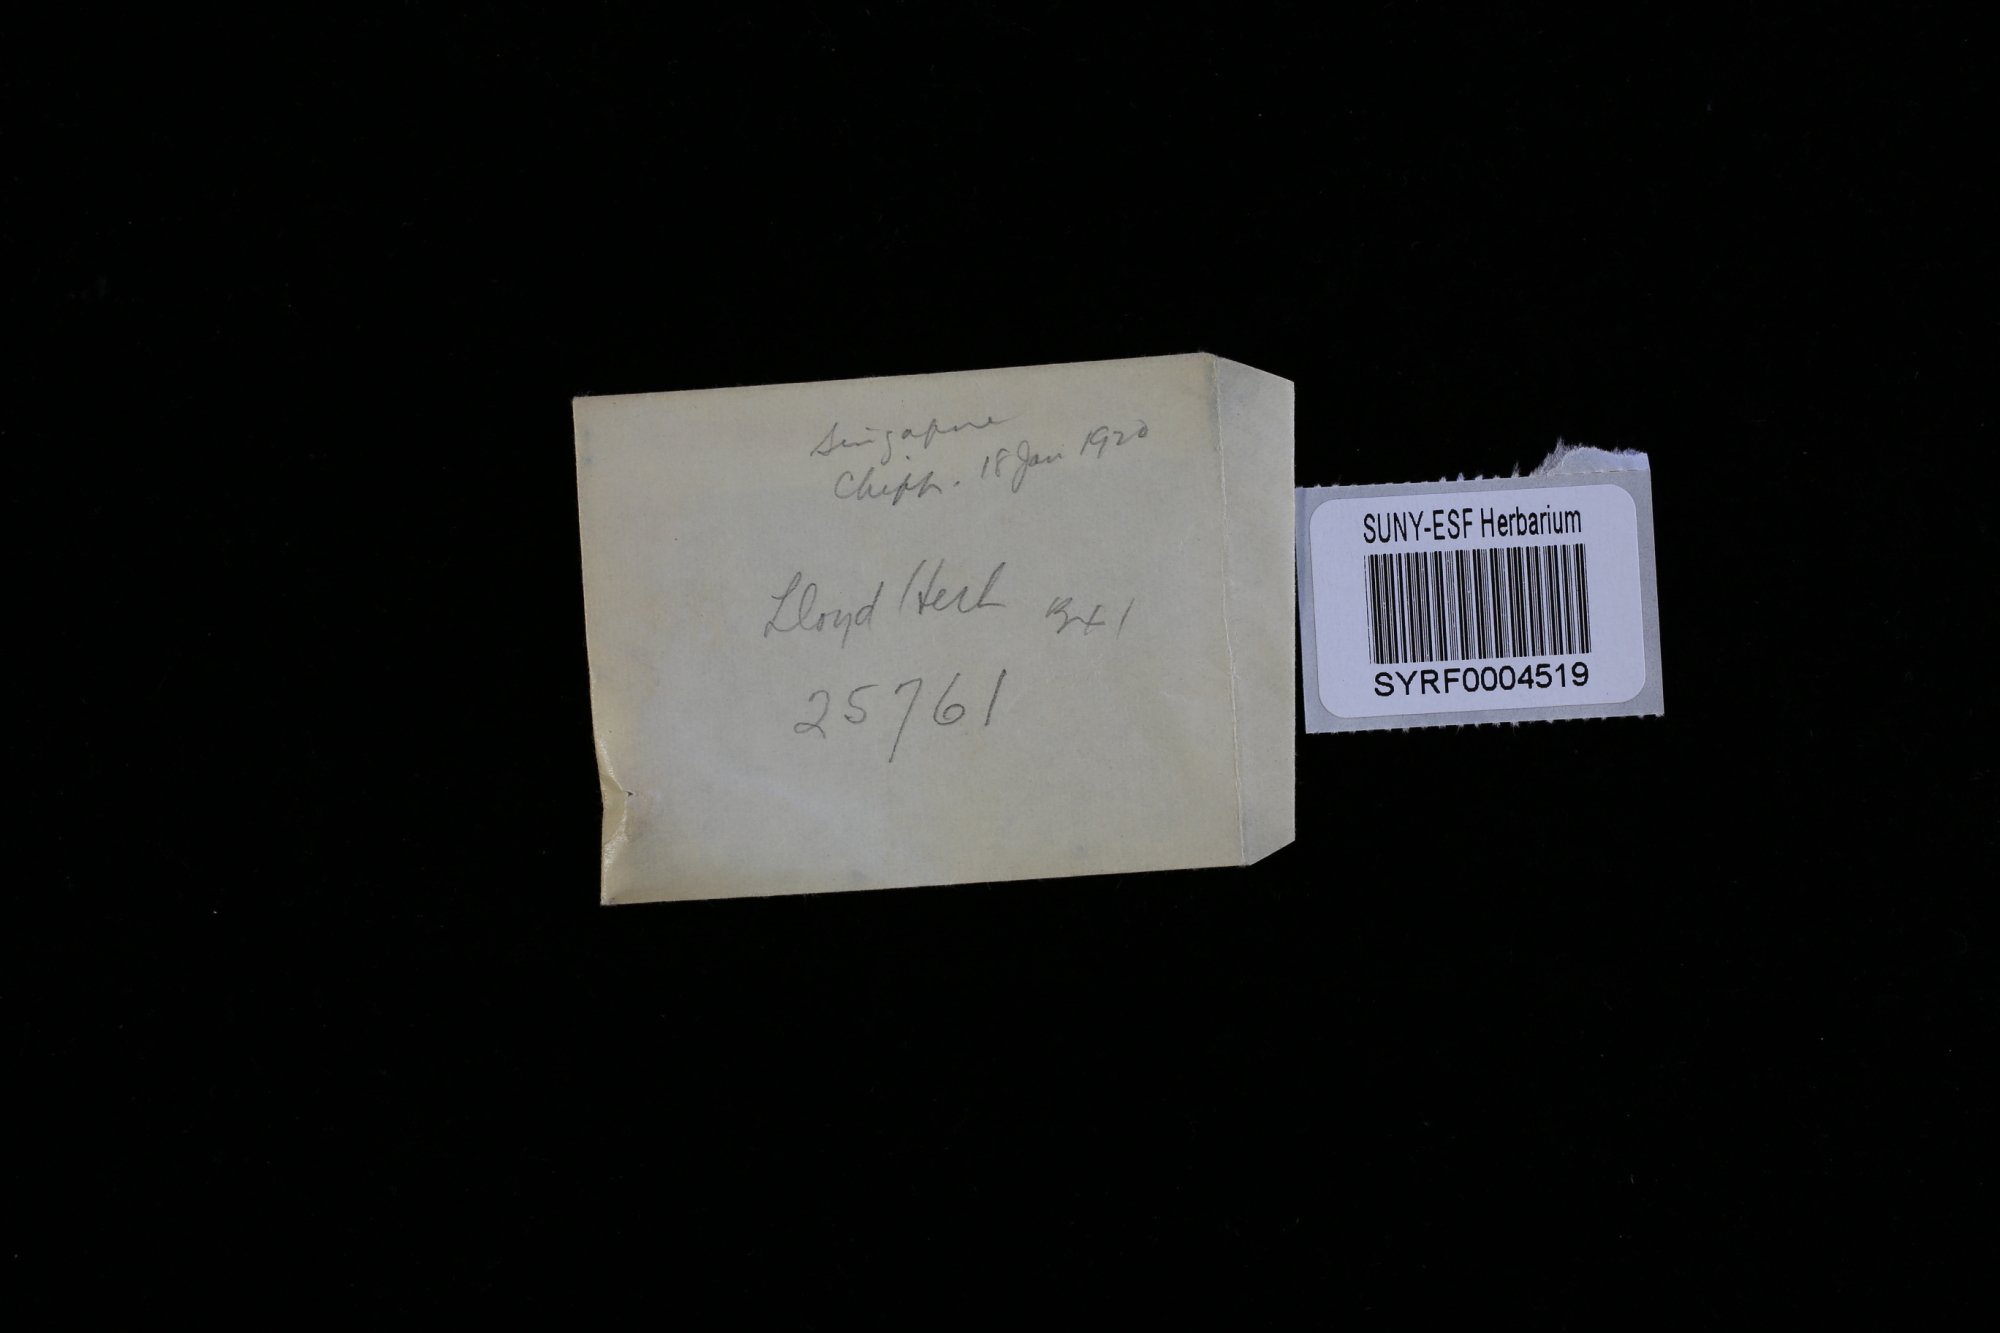 Singapore
Chipp. 18 Jan 1920
Lloyd Herb
25761
SUNY-ESF Herbarium
SYRF0004519